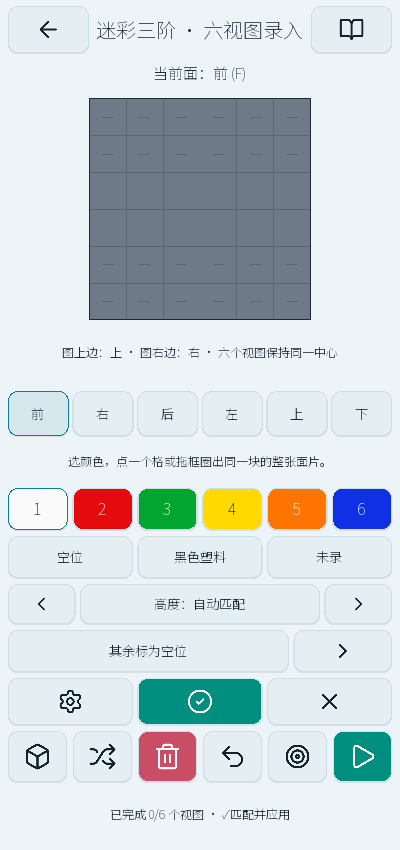 迷彩三阶 · 六视图录入
当前面：前 (F)
— — — — — —
— — — — — —
— — — — — —
— — — — — —
图上边：上 · 图右边：右 · 六个视图保持同一中心
前 右 后 左 上 下
选颜色，点一个格或拖框圈出同一块的整张面片。
1 2 3 4 5 6
空位 黑色塑料 未录
高度：自动匹配
其余标为空位
已完成 0/6 个视图 · ✓匹配并应用